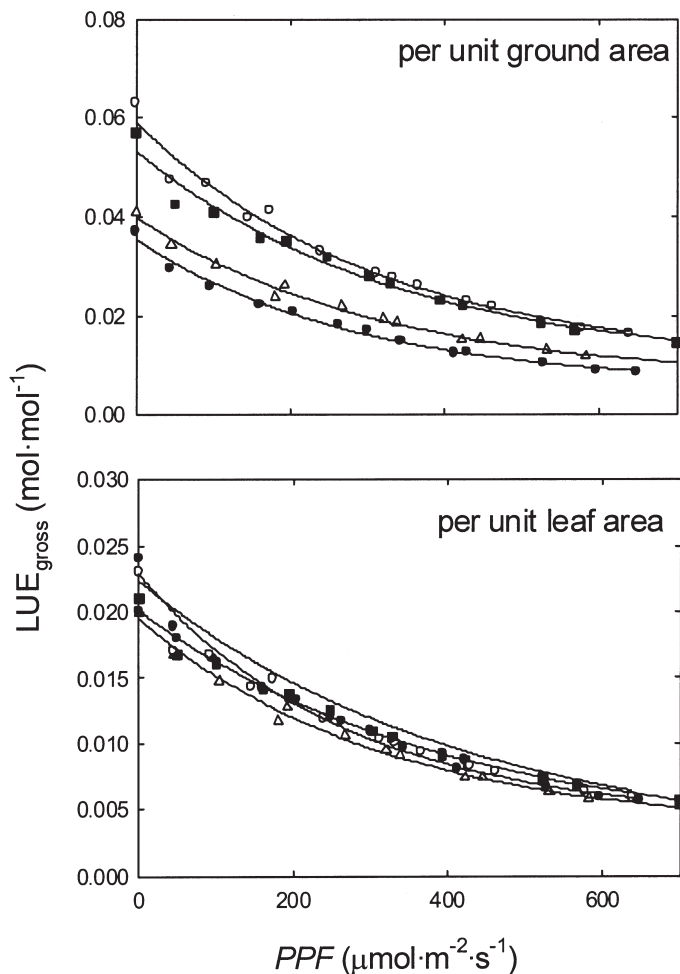 0.08
per unit ground area
0.06
0.04
0.02
0.00
LUE_gross (mol·mol⁻¹)
0.030
per unit leaf area
0.025
0.020
0.015
0.010
0.005
0.000
0 200 400 600
PPF (µmol·m⁻²·s⁻¹)